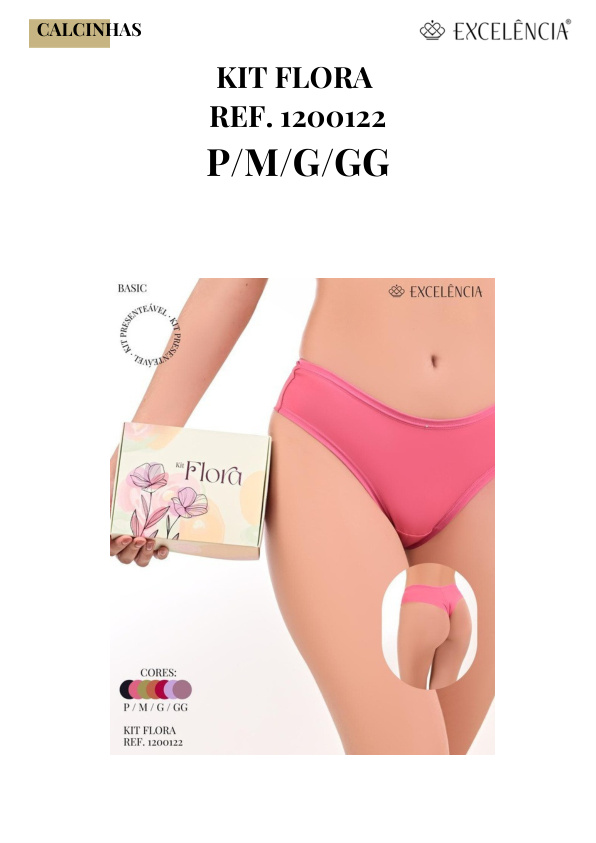 CALCINHAS
EXCELÊNCIA®
KIT FLORA
REF. 1200122
P/M/G/GG
BASIC
EXCELÊNCIA
KIT PRESENTEÁVEL · KIT PRESENTEÁVEL ·
Kit Flora
CORES:
P / M / G / GG
KIT FLORA
REF. 1200122